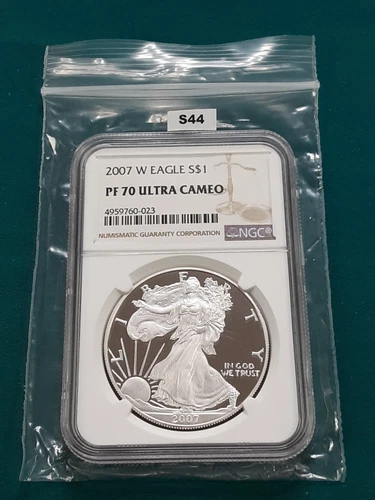 S44
2007 W EAGLE S$1
PF 70 ULTRA CAMEO
4959760-023
NUMISMATIC GUARANTY CORPORATION
NGC
LIBERTY
IN GOD
WE TRUST
2007